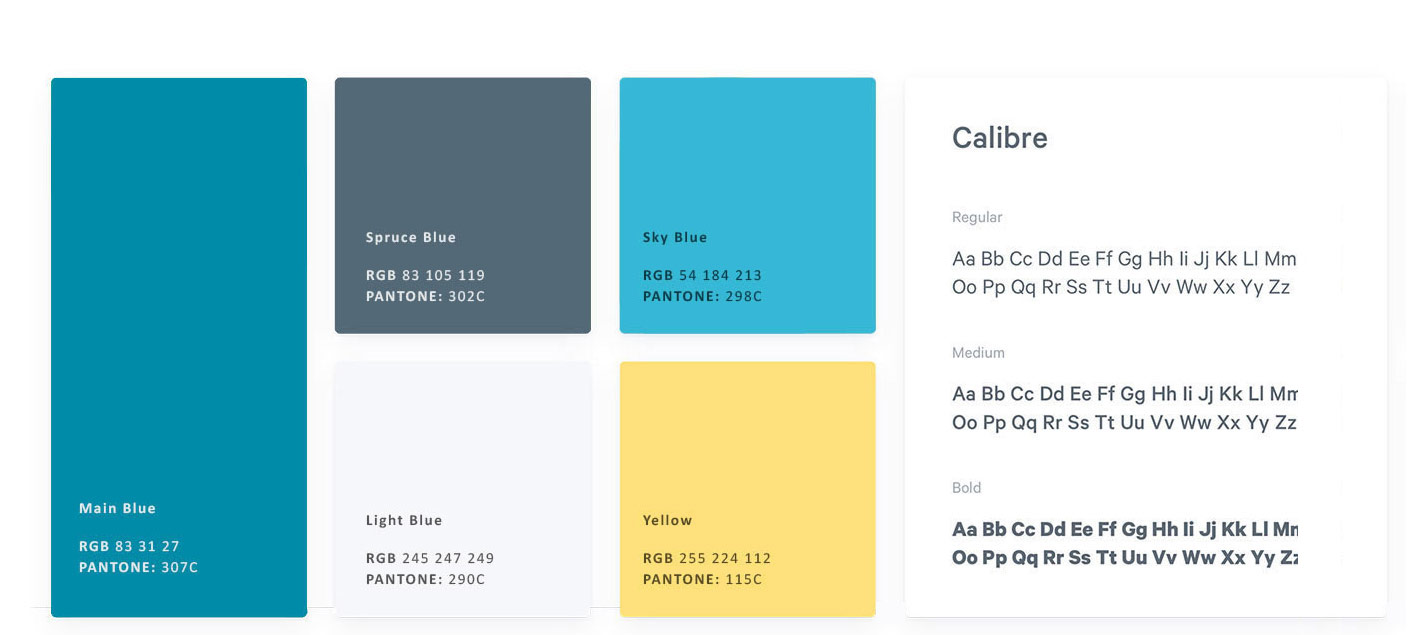 Main Blue
RGB 83 31 27
PANTONE: 307C
Spruce Blue
RGB 83 105 119
PANTONE: 302C
Sky Blue
RGB 54 184 213
PANTONE: 298C
Light Blue
RGB 245 247 249
PANTONE: 290C
Yellow
RGB 255 224 112
PANTONE: 115C
Calibre
Regular
Aa Bb Cc Dd Ee Ff Gg Hh Ii Jj Kk Ll Mm
Oo Pp Qq Rr Ss Tt Uu Vv Ww Xx Yy Zz
Medium
Aa Bb Cc Dd Ee Ff Gg Hh Ii Jj Kk Ll Mm
Oo Pp Qq Rr Ss Tt Uu Vv Ww Xx Yy Zz
Bold
Aa Bb Cc Dd Ee Ff Gg Hh Ii Jj Kk Ll Mm
Oo Pp Qq Rr Ss Tt Uu Vv Ww Xx Yy Zz